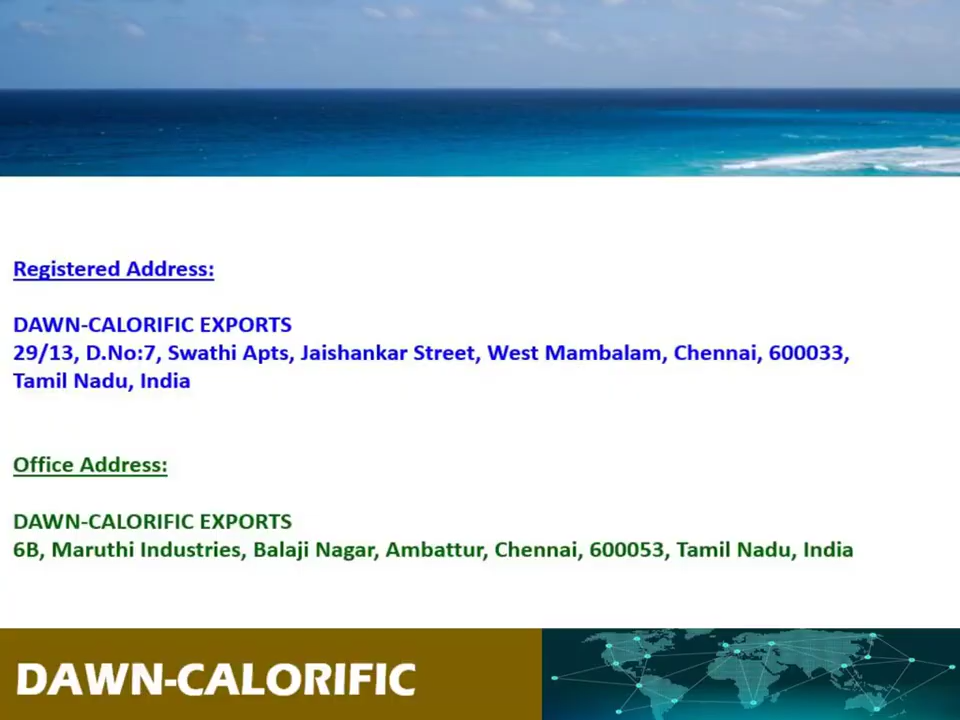 Registered Address:
DAWN-CALORIFIC EXPORTS
29/13, D.No:7, Swathi Apts, Jaishankar Street, West Mambalam, Chennai, 600033,
Tamil Nadu, India
Office Address:
DAWN-CALORIFIC EXPORTS
6B, Maruthi Industries, Balaji Nagar, Ambattur, Chennai, 600053, Tamil Nadu, India
DAWN-CALORIFIC